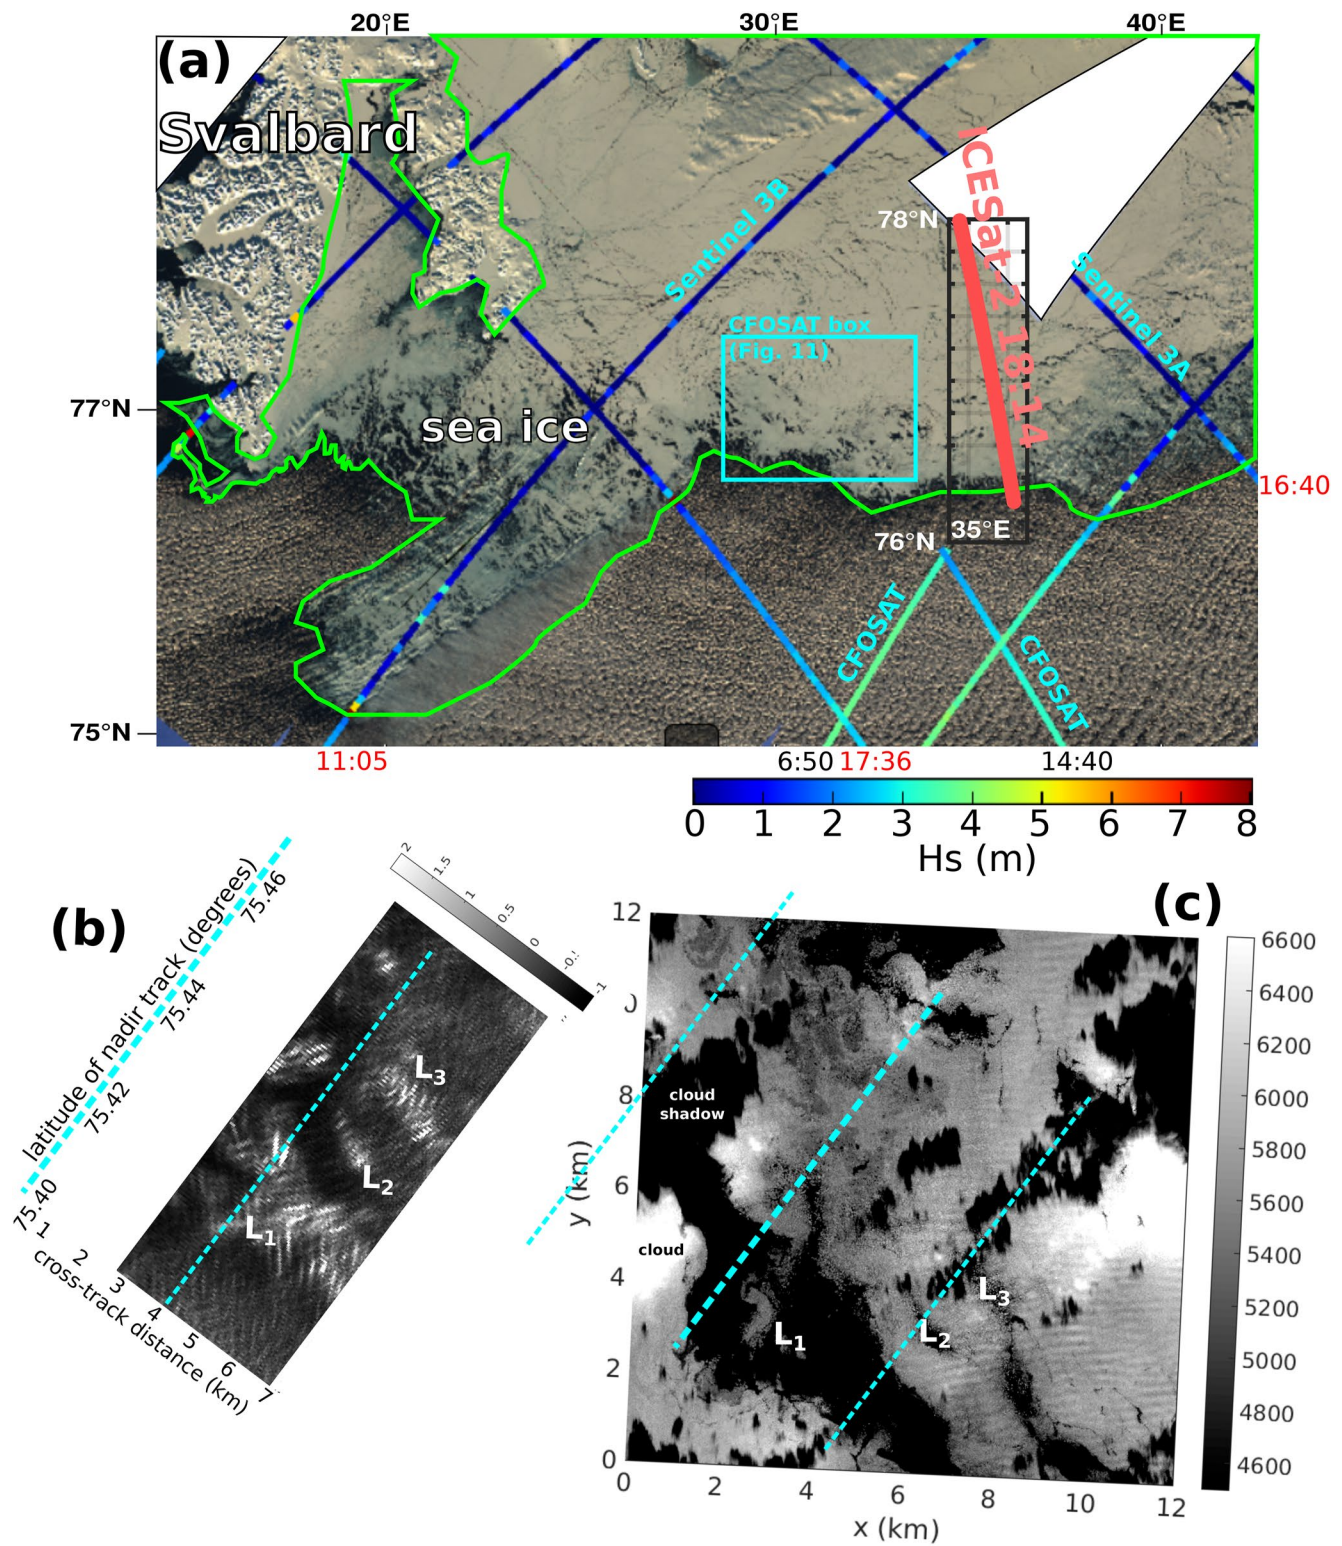 20°E
30°E
40°E
(a)
Svalbard
Sentinel 3B
78°N
ICESat-2 18:14
Sentinel 3A
CFOSAT box
(Fig. 11)
77°N
sea ice
16:40
76°N
35°E
CFOSAT
CFOSAT
75°N
11:05
6:50
17:36
14:40
0 1 2 3 4 5 6 7 8
Hs (m)
(b)
latitude of nadir track (degrees)
75.46
75.44
75.42
75.40
2
1.5
1
0.5
0
-1
L3
L2
L1
1 2 3 4 5 6 7
cross-track distance (km)
(c)
12
8
6
4
2
0
y (km)
cloud
shadow
cloud
L1
L2
L3
0 2 4 6 8 10 12
x (km)
6600
6400
6200
6000
5800
5600
5400
5200
5000
4800
4600